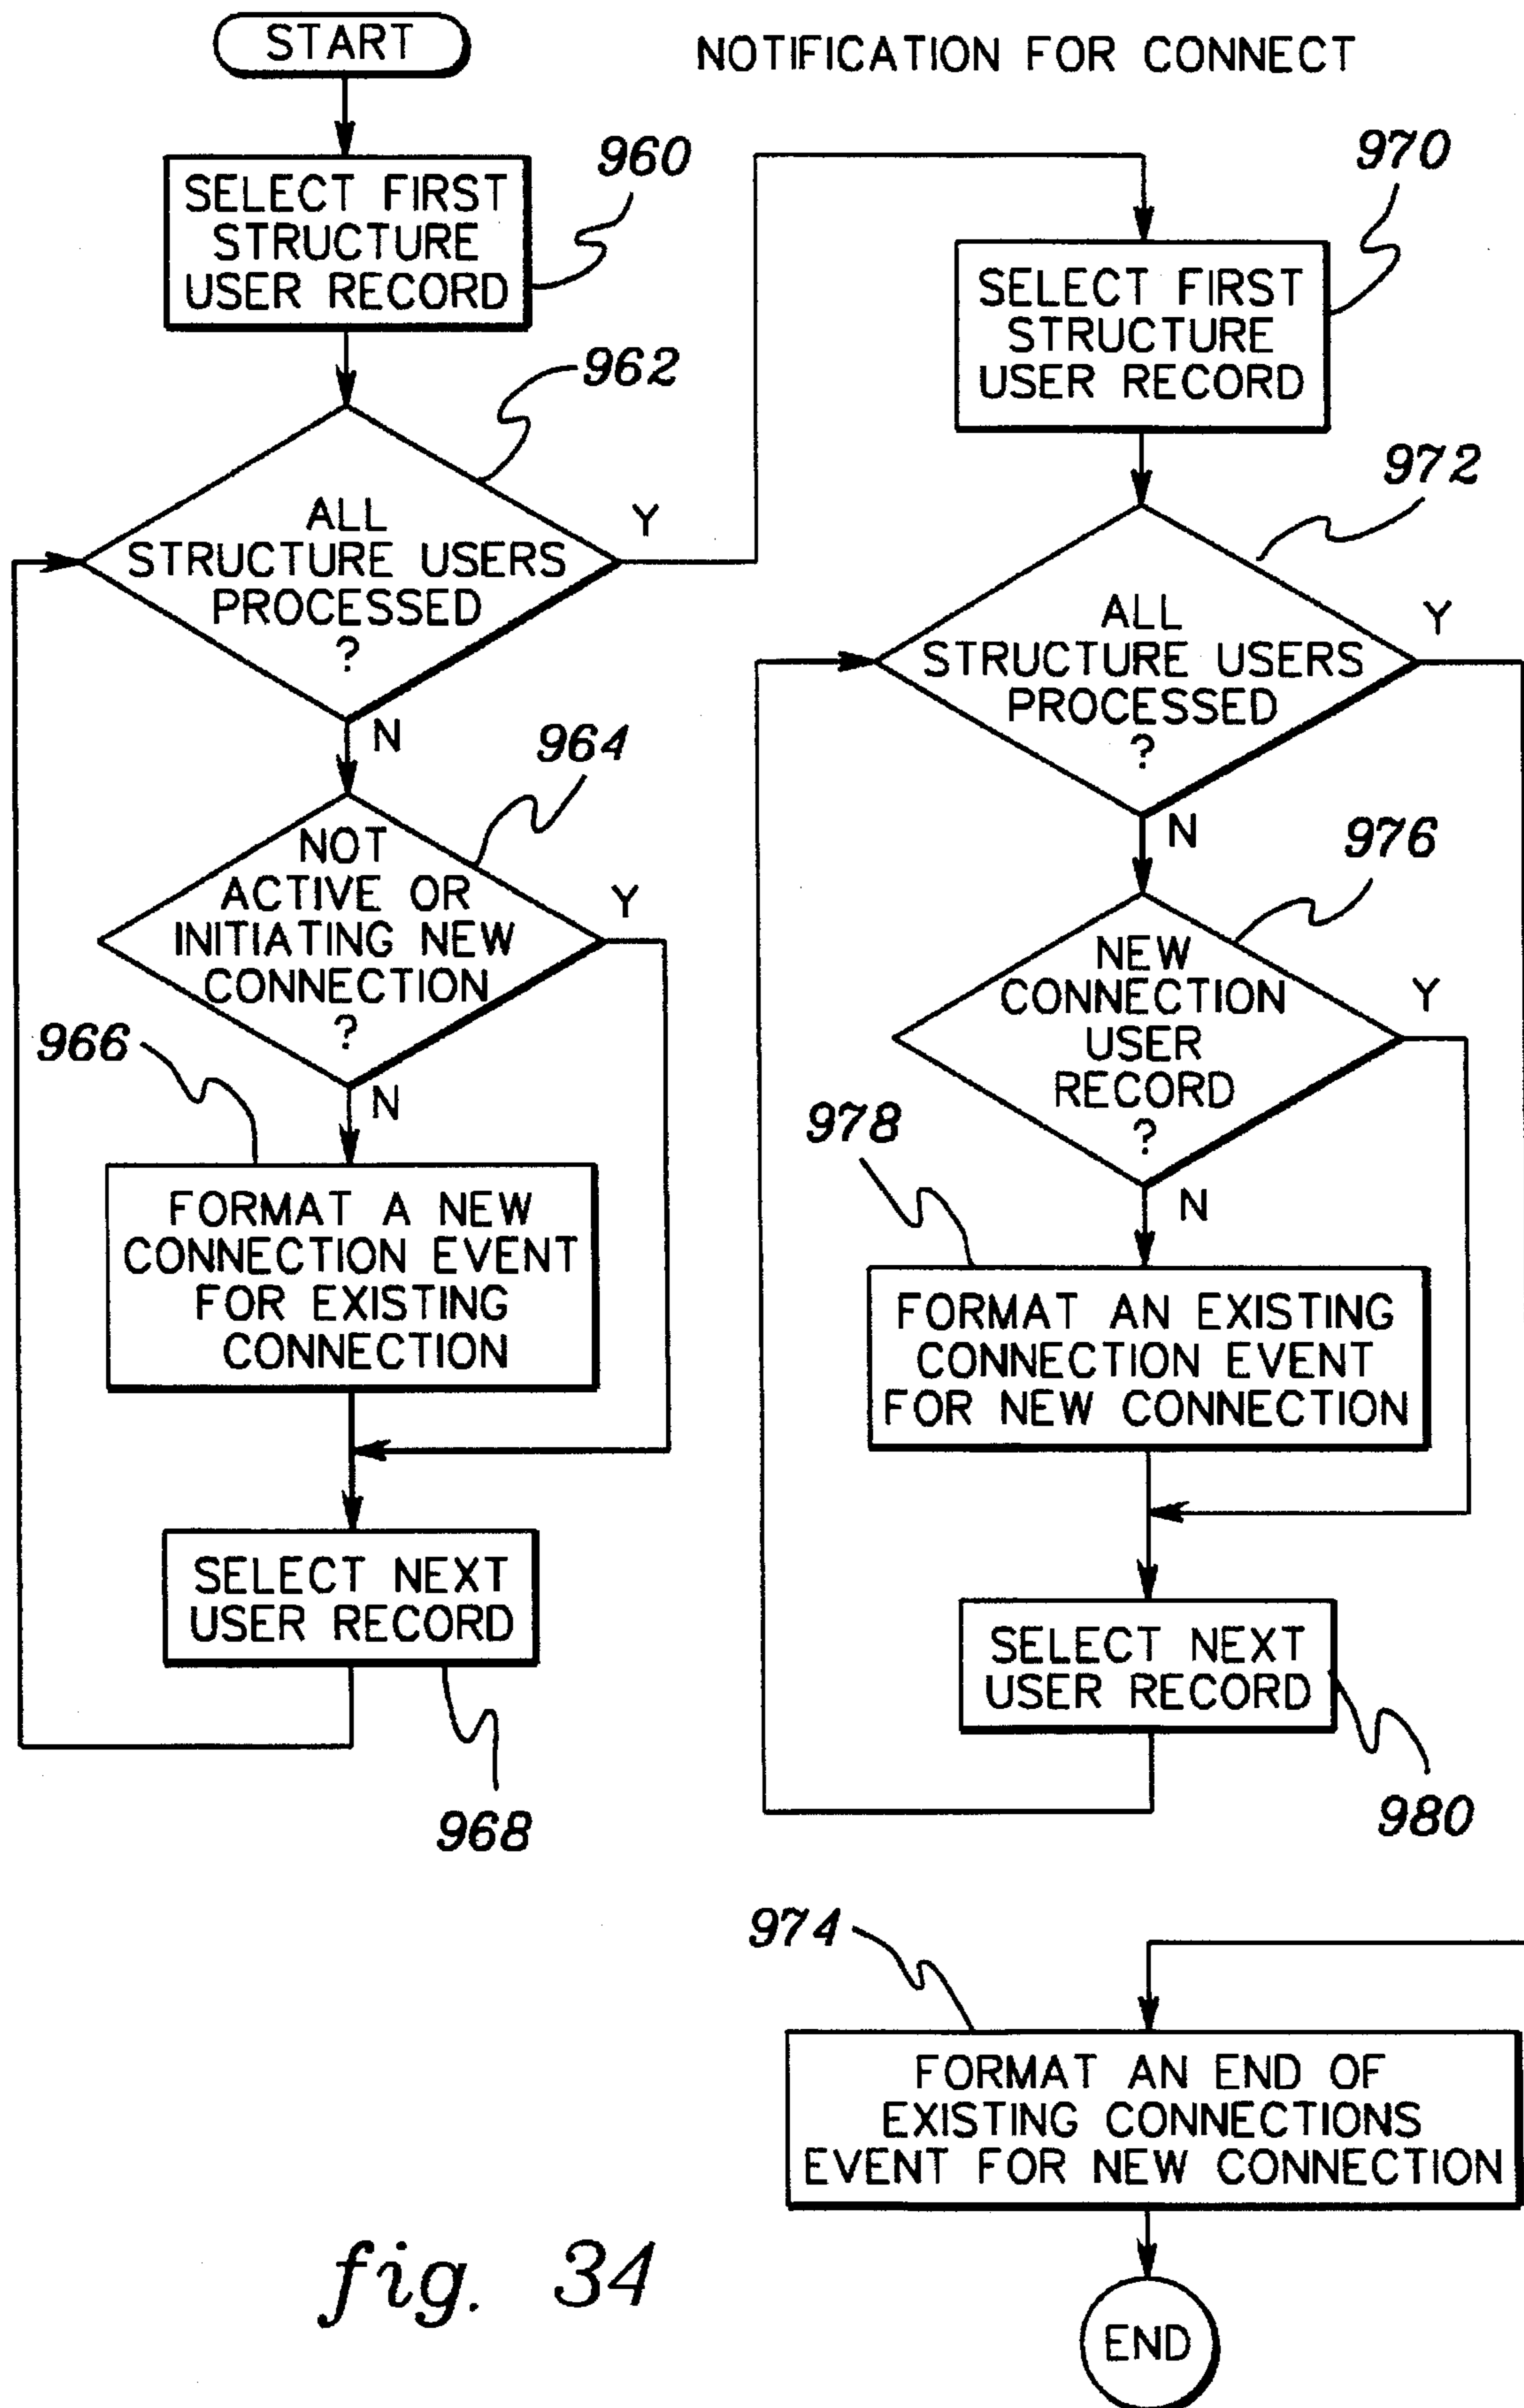 START
NOTIFICATION FOR CONNECT
960
SELECT FIRST
STRUCTURE
USER RECORD
962
ALL
STRUCTURE USERS
PROCESSED
?
Y
N
964
NOT
ACTIVE OR
INITIATING NEW
CONNECTION
?
Y
N
966
FORMAT A NEW
CONNECTION EVENT
FOR EXISTING
CONNECTION
SELECT NEXT
USER RECORD
968
970
SELECT FIRST
STRUCTURE
USER RECORD
972
ALL
STRUCTURE USERS
PROCESSED
?
Y
N
976
NEW
CONNECTION
USER
RECORD
?
Y
N
978
FORMAT AN EXISTING
CONNECTION EVENT
FOR NEW CONNECTION
SELECT NEXT
USER RECORD
980
974
FORMAT AN END OF
EXISTING CONNECTIONS
EVENT FOR NEW CONNECTION
END
fig. 34